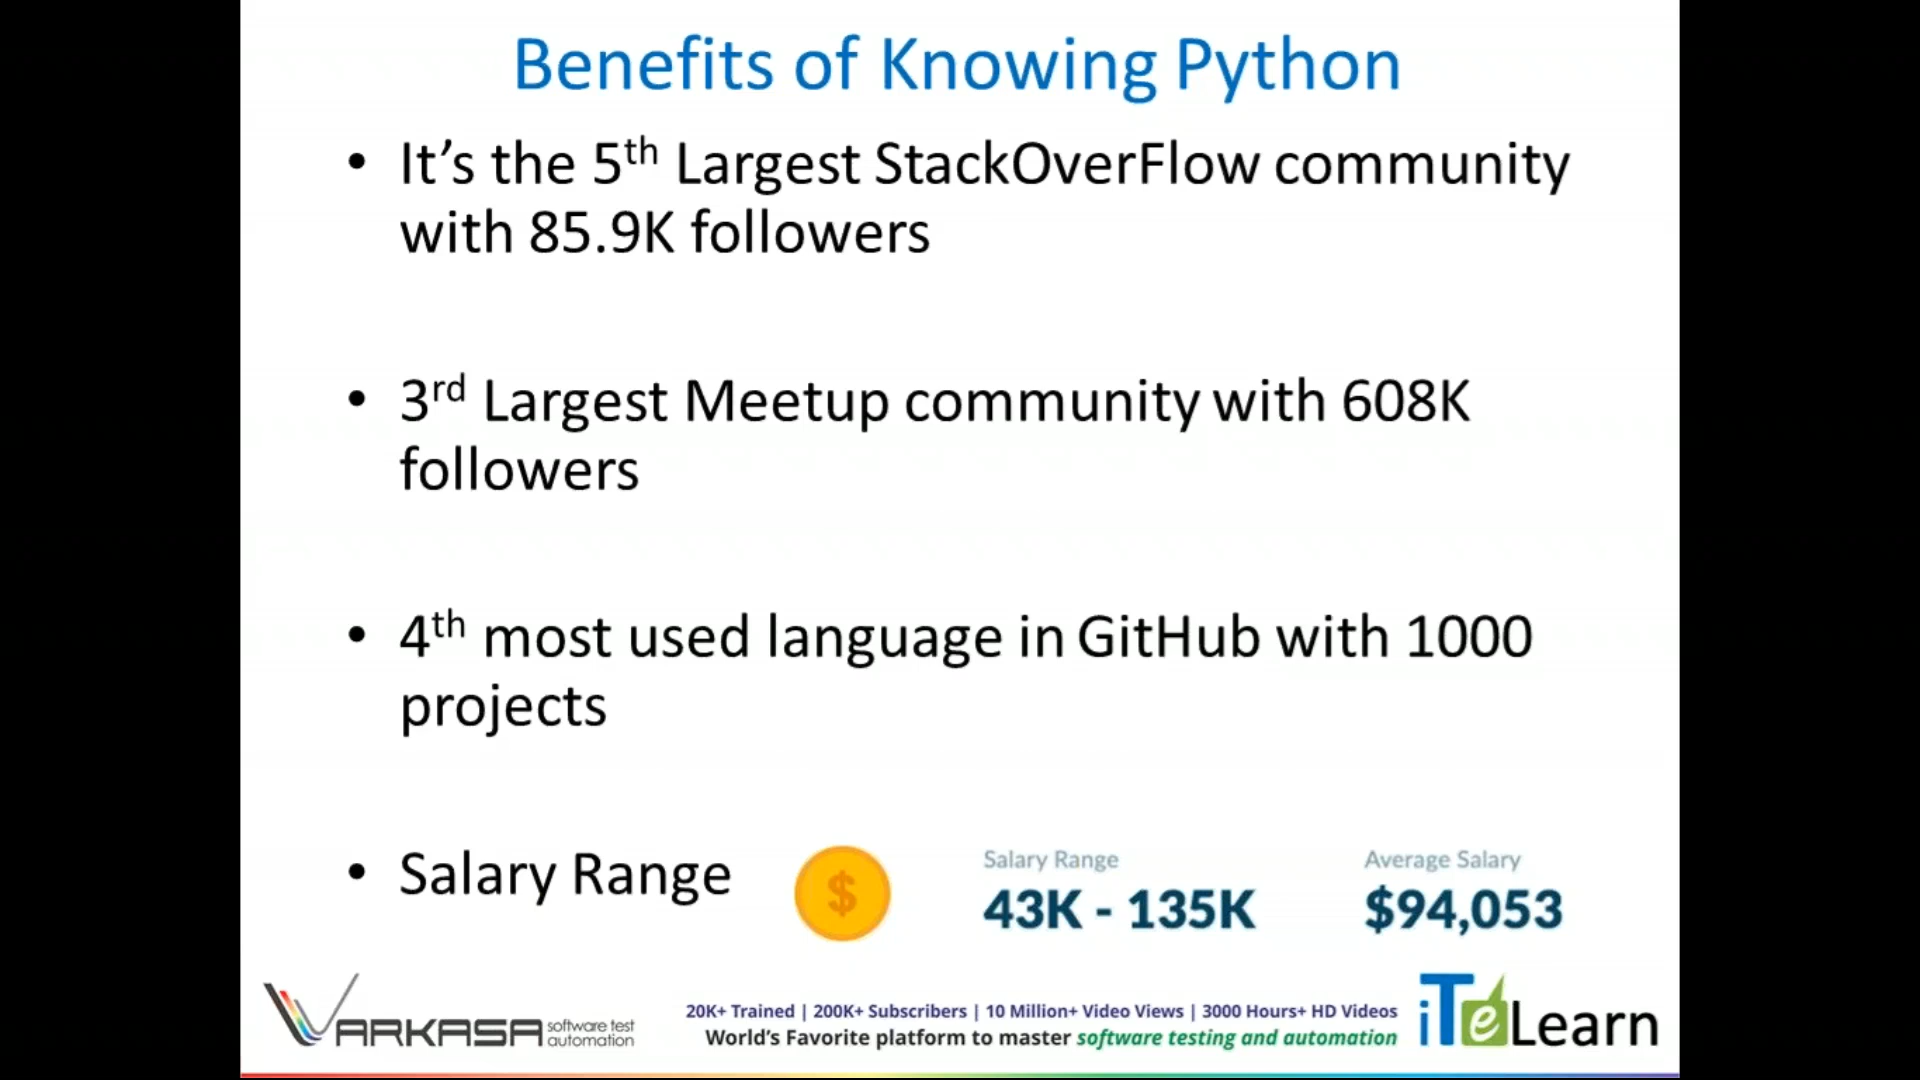 Benefits of Knowing Python
• It’s the 5th Largest StackOverFlow community
with 85.9K followers
• 3rd Largest Meetup community with 608K
followers
• 4th most used language in GitHub with 1000
projects
• Salary Range
$
Salary Range
43K - 135K
Average Salary
$94,053
VARKASA software test
automation
20K+ Trained | 200K+ Subscribers | 10 Million+ Video Views | 3000 Hours+ HD Videos
World’s Favorite platform to master software testing and automation
iTeLearn